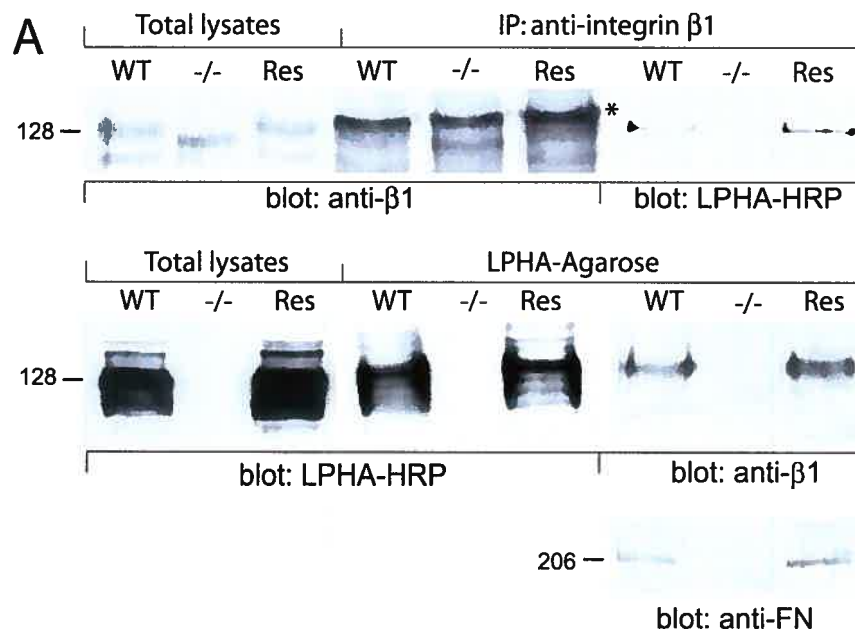 A
Total lysates IP: anti-integrin β1
WT -/- Res WT -/- Res WT -/- Res
128 *
blot: anti-β1 blot: LPHA-HRP
Total lysates LPHA-Agarose
WT -/- Res WT -/- Res WT -/- Res
128
blot: LPHA-HRP blot: anti-β1
206
blot: anti-FN